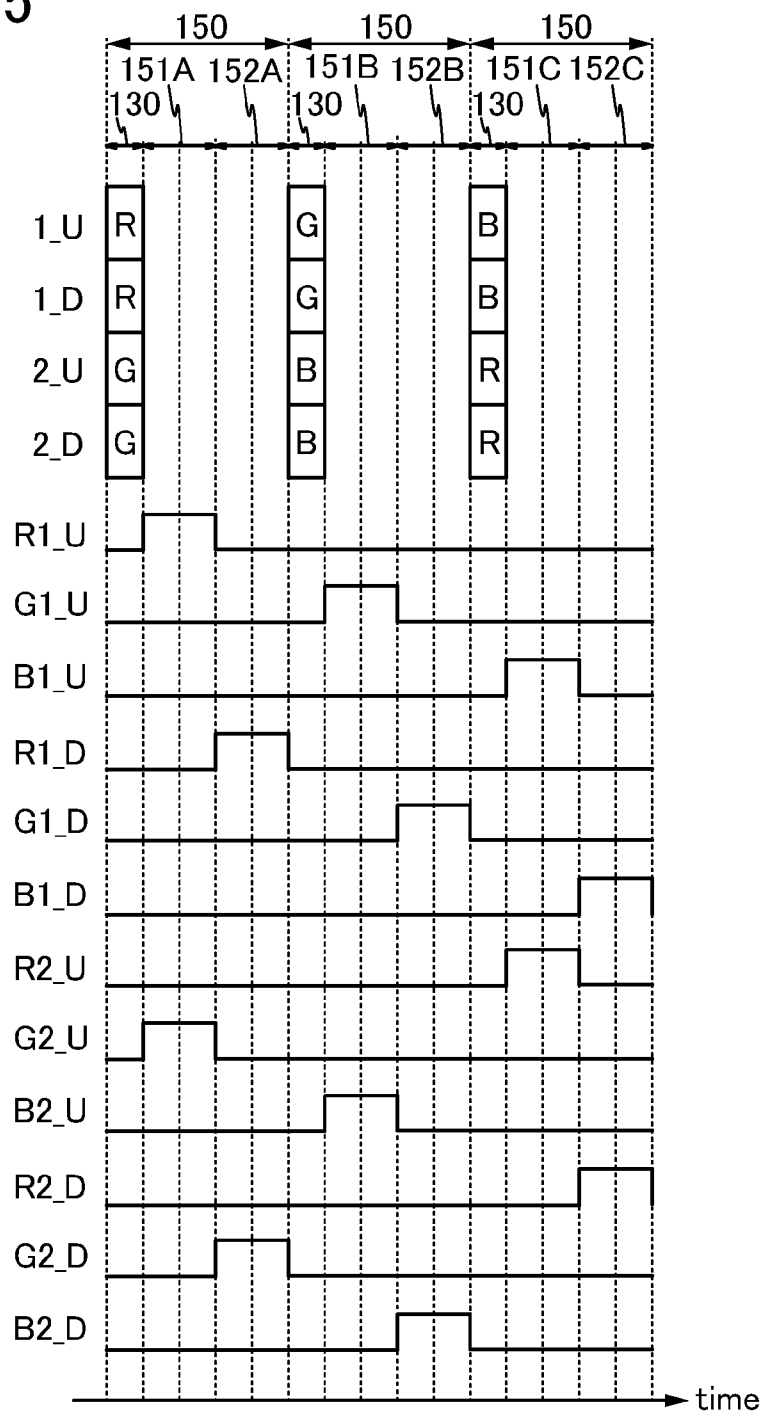 5
150 150 150
151A 152A 151B 152B 151C 152C
130 130 130
1_U R G B
1_D R G B
2_U G B R
2_D G B R
R1_U
G1_U
B1_U
R1_D
G1_D
B1_D
R2_U
G2_U
B2_U
R2_D
G2_D
B2_D
time